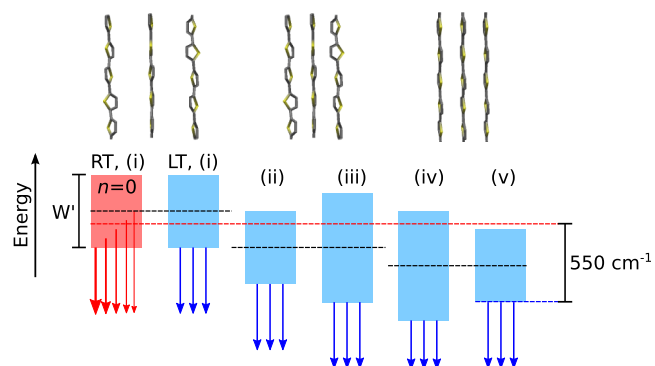 RT, (i)
LT, (i)
(ii)
(iii)
(iv)
(v)
n=0
W'
Energy
550 cm-1